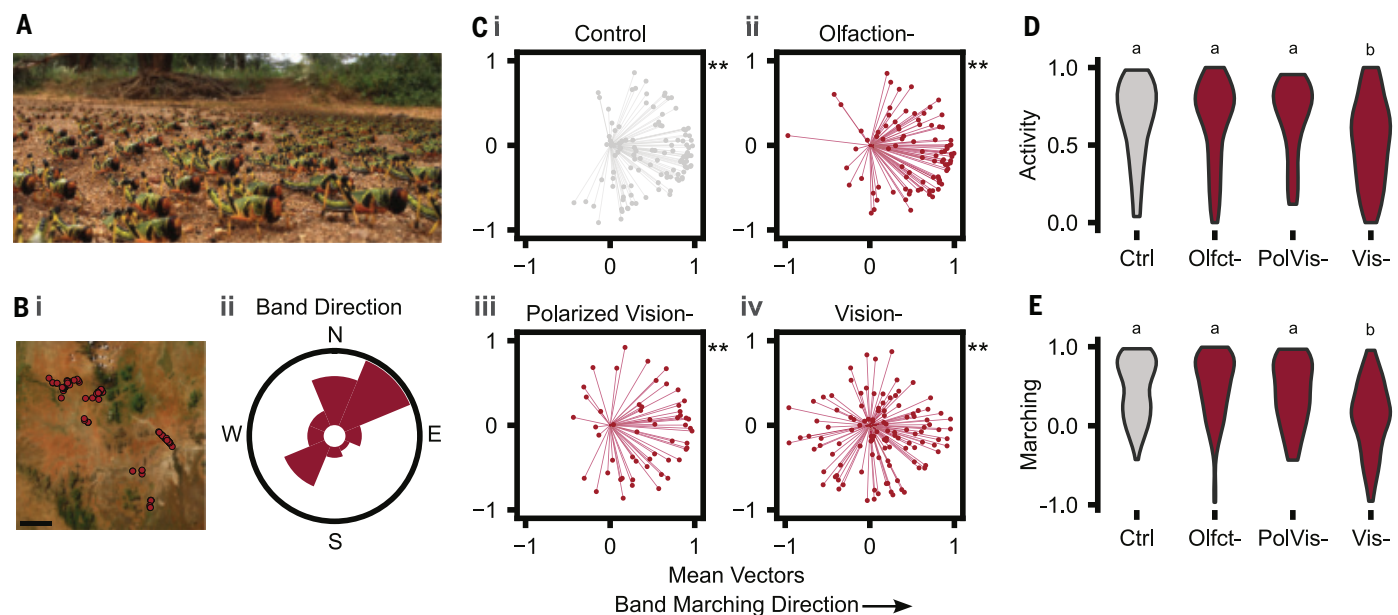 A
B i
ii Band Direction
N
W
E
S
C i
Control
**
1
0
−1
−1 0 1
ii
Olfaction-
**
1
0
−1
−1 0 1
iii
Polarized Vision-
**
1
0
−1
−1 0 1
iv
Vision-
**
1
0
−1
−1 0 1
Mean Vectors
Band Marching Direction
D
a a a b
Activity
1.0
0.5
0.0
Ctrl Olfct- PolVis- Vis-
E
a a a b
Marching
1.0
0.0
-1.0
Ctrl Olfct- PolVis- Vis-